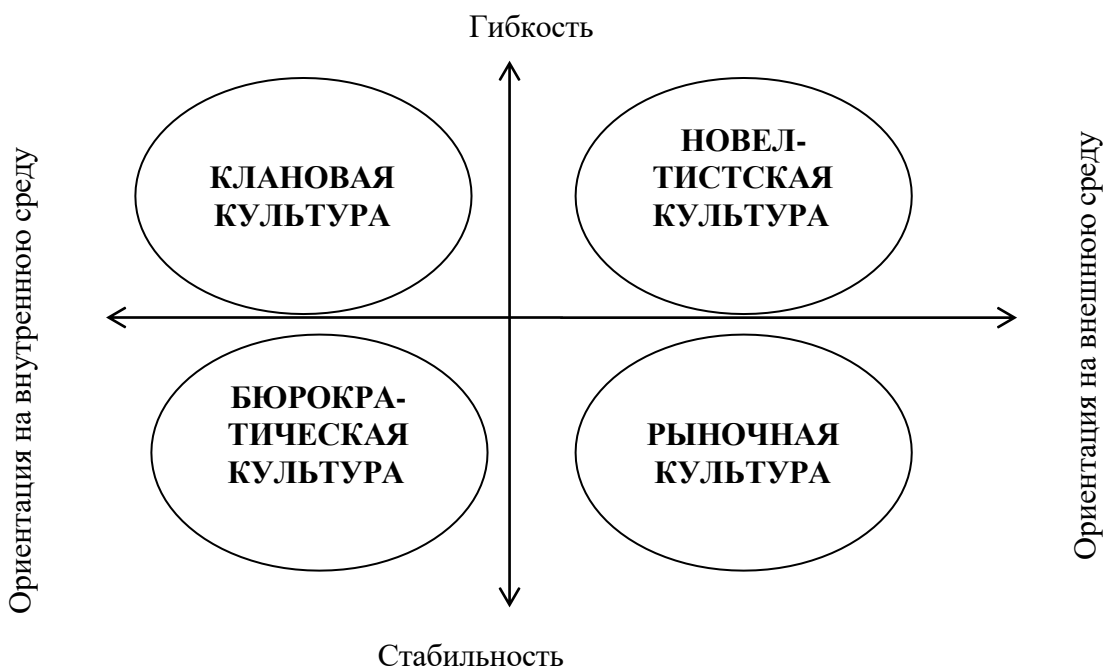 Гибкость
Ориентация на внутреннюю среду
КЛАНОВАЯ
КУЛЬТУРА
НОВЕЛ-
ТИСТСКАЯ
КУЛЬТУРА
Ориентация на внешнюю среду
БЮРОКРА-
ТИЧЕСКАЯ
КУЛЬТУРА
РЫНОЧНАЯ
КУЛЬТУРА
Стабильность